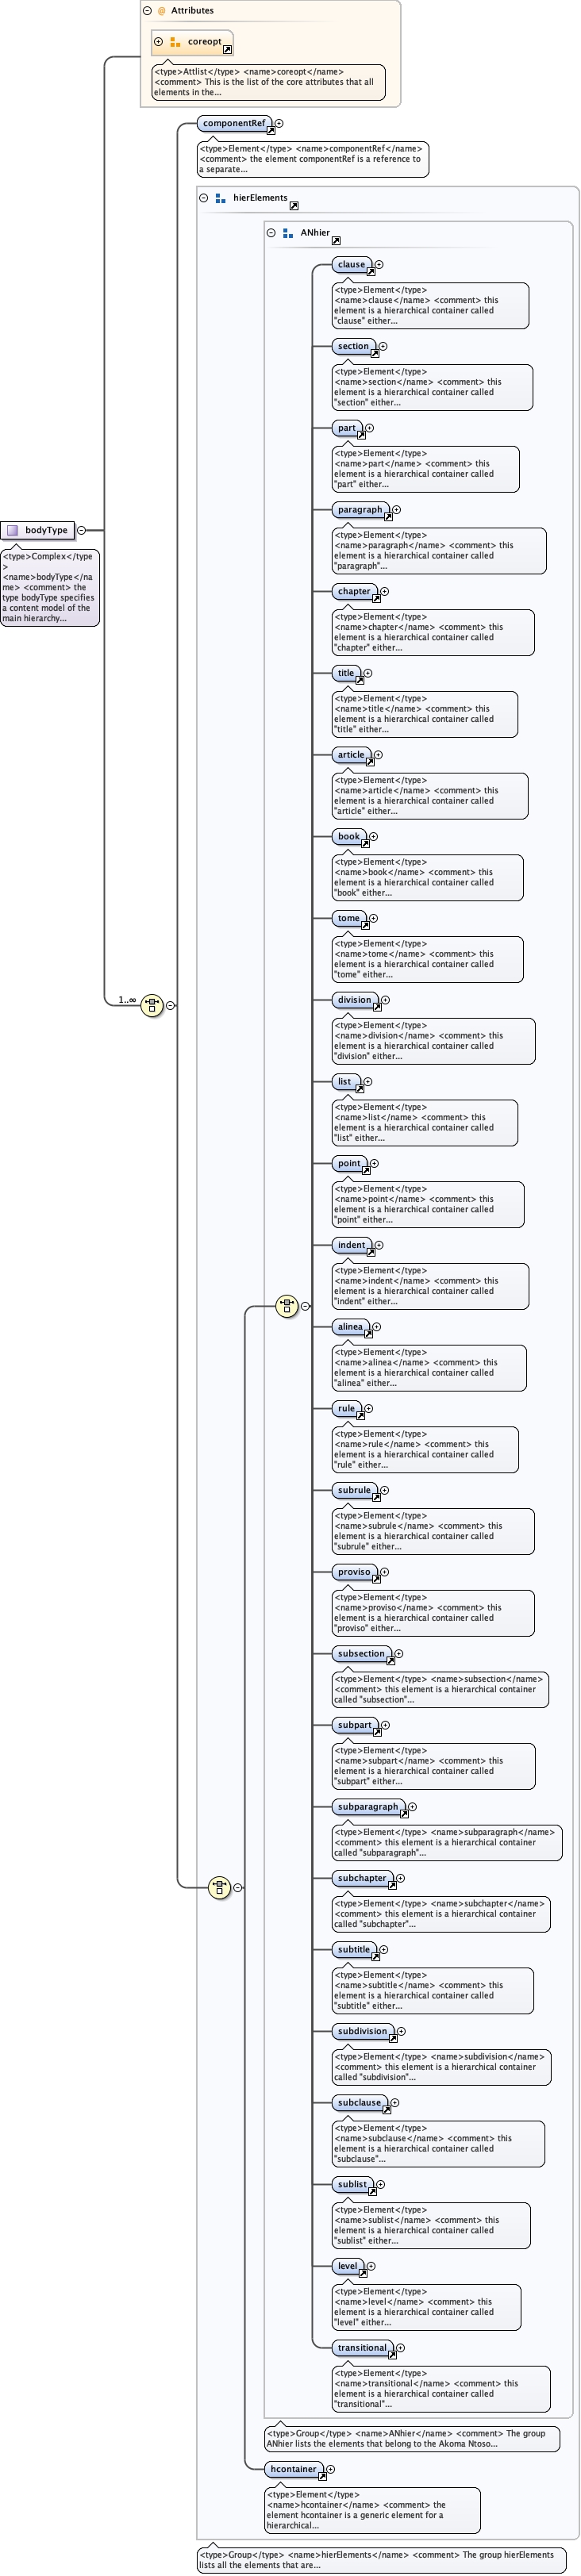 Attributes
coreopt
<type>Attlist</type> <name>coreopt</name>
<comment> This is the list of the core attributes that all
elements in the...
componentRef
<type>Element</type> <name>componentRef</name>
<comment> the element componentRef is a reference to
a separate...
hierElements
ANhier
clause
<type>Element</type>
<name>clause</name> <comment> this
element is a hierarchical container called
"clause" either...
section
<type>Element</type>
<name>section</name> <comment> this
element is a hierarchical container called
"section" either...
part
<type>Element</type>
<name>part</name> <comment> this
element is a hierarchical container called
"part" either...
paragraph
<type>Element</type>
<name>paragraph</name> <comment> this
element is a hierarchical container called
"paragraph"...
bodyType
<type>Complex</type
>
<name>bodyType</na
me> <comment> the
type bodyType specifies
a content model of the
main hierarchy...
chapter
<type>Element</type>
<name>chapter</name> <comment> this
element is a hierarchical container called
"chapter" either...
title
<type>Element</type>
<name>title</name> <comment> this
element is a hierarchical container called
"title" either...
article
<type>Element</type>
<name>article</name> <comment> this
element is a hierarchical container called
"article" either...
book
<type>Element</type>
<name>book</name> <comment> this
element is a hierarchical container called
"book" either...
tome
<type>Element</type>
<name>tome</name> <comment> this
element is a hierarchical container called
"tome" either...
1..∞
division
<type>Element</type>
<name>division</name> <comment> this
element is a hierarchical container called
"division" either...
list
<type>Element</type>
<name>list</name> <comment> this
element is a hierarchical container called
"list" either...
point
<type>Element</type>
<name>point</name> <comment> this
element is a hierarchical container called
"point" either...
indent
<type>Element</type>
<name>indent</name> <comment> this
element is a hierarchical container called
"indent" either...
alinea
<type>Element</type>
<name>alinea</name> <comment> this
element is a hierarchical container called
"alinea" either...
rule
<type>Element</type>
<name>rule</name> <comment> this
element is a hierarchical container called
"rule" either...
subrule
<type>Element</type>
<name>subrule</name> <comment> this
element is a hierarchical container called
"subrule" either...
proviso
<type>Element</type>
<name>proviso</name> <comment> this
element is a hierarchical container called
"proviso" either...
subsection
<type>Element</type> <name>subsection</name>
<comment> this element is a hierarchical container
called "subsection"...
subpart
<type>Element</type>
<name>subpart</name> <comment> this
element is a hierarchical container called
"subpart" either...
subparagraph
<type>Element</type> <name>subparagraph</name>
<comment> this element is a hierarchical container
called "subparagraph"...
subchapter
<type>Element</type> <name>subchapter</name>
<comment> this element is a hierarchical container
called "subchapter"...
subtitle
<type>Element</type>
<name>subtitle</name> <comment> this
element is a hierarchical container called
"subtitle" either...
subdivision
<type>Element</type> <name>subdivision</name>
<comment> this element is a hierarchical container
called "subdivision"...
subclause
<type>Element</type>
<name>subclause</name> <comment> this
element is a hierarchical container called
"subclause"...
sublist
<type>Element</type>
<name>sublist</name> <comment> this
element is a hierarchical container called
"sublist" either...
level
<type>Element</type>
<name>level</name> <comment> this
element is a hierarchical container called
"level" either...
transitional
<type>Element</type>
<name>transitional</name> <comment> this
element is a hierarchical container called
"transitional"...
<type>Group</type> <name>ANhier</name> <comment> The group
ANhier lists the elements that belong to the Akoma Ntoso...
hcontainer
<type>Element</type>
<name>hcontainer</name> <comment> the
element hcontainer is a generic element for a
hierarchical...
<type>Group</type> <name>hierElements</name> <comment> The group hierElements
lists all the elements that are...